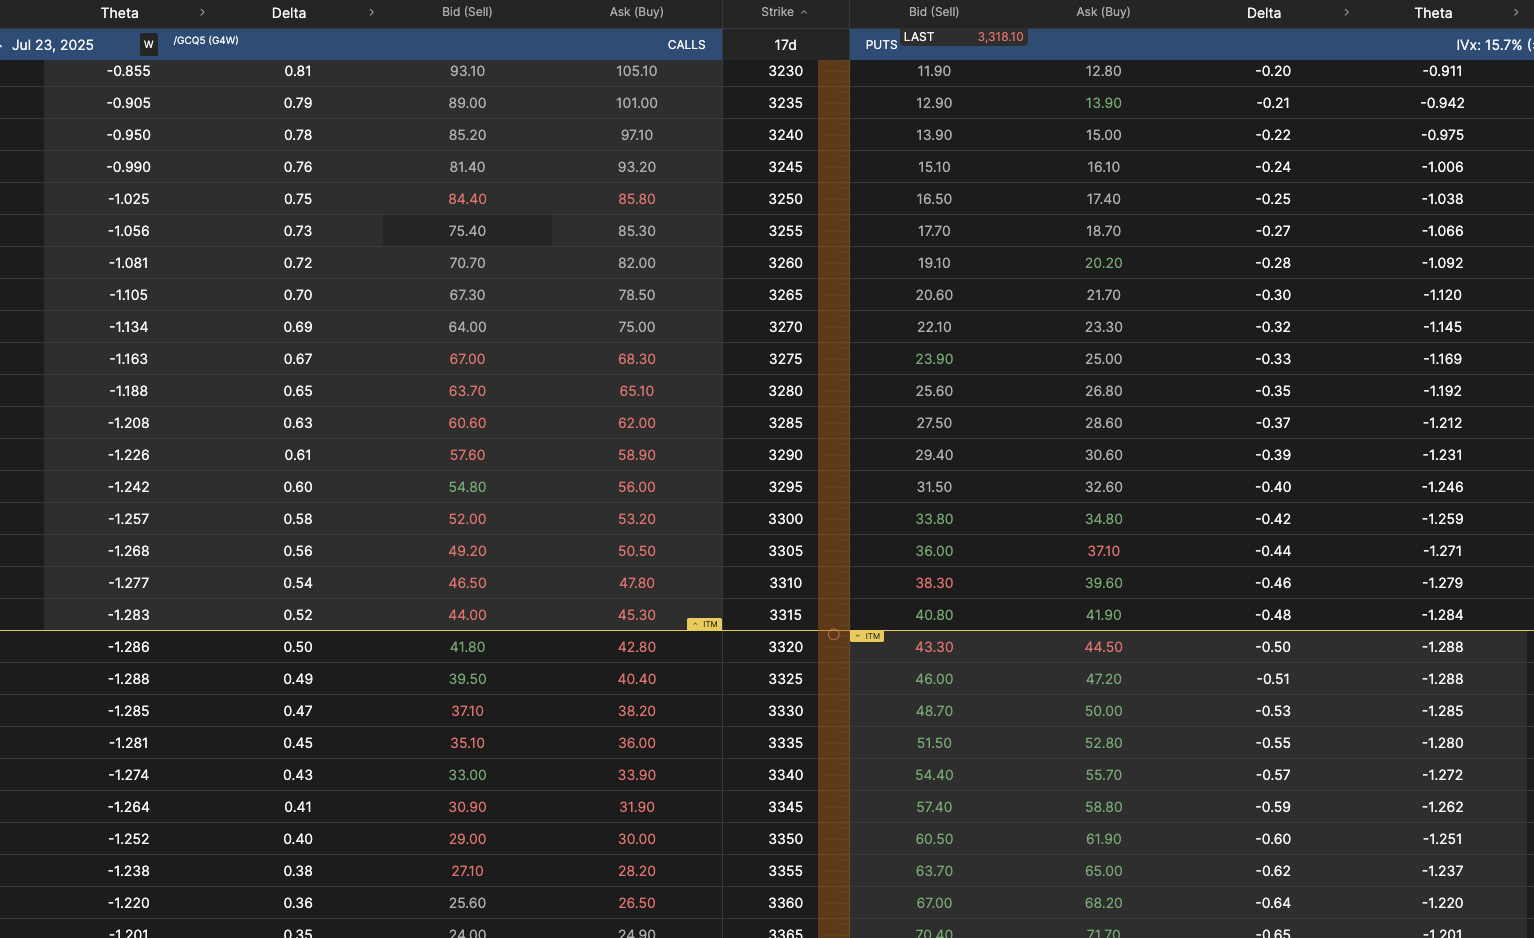 Theta > Delta > Bid (Sell) Ask (Buy) Strike Bid (Sell) Ask (Buy) Delta > Theta >
Jul 23, 2025 W /GCQ5 (G4W) CALLS 17d PUTS LAST 3,318.10 IVx: 15.7% (
-0.855 0.81 93.10 105.10 3230 11.90 12.80 -0.20 -0.911
-0.905 0.79 89.00 101.00 3235 12.90 13.90 -0.21 -0.942
-0.950 0.78 85.20 97.10 3240 13.90 15.00 -0.22 -0.975
-0.990 0.76 81.40 93.20 3245 15.10 16.10 -0.24 -1.006
-1.025 0.75 84.40 85.80 3250 16.50 17.40 -0.25 -1.038
-1.056 0.73 75.40 85.30 3255 17.70 18.70 -0.27 -1.066
-1.081 0.72 70.70 82.00 3260 19.10 20.20 -0.28 -1.092
-1.105 0.70 67.30 78.50 3265 20.60 21.70 -0.30 -1.120
-1.134 0.69 64.00 75.00 3270 22.10 23.30 -0.32 -1.145
-1.163 0.67 67.00 68.30 3275 23.90 25.00 -0.33 -1.169
-1.188 0.65 63.70 65.10 3280 25.60 26.80 -0.35 -1.192
-1.208 0.63 60.60 62.00 3285 27.50 28.60 -0.37 -1.212
-1.226 0.61 57.60 58.90 3290 29.40 30.60 -0.39 -1.231
-1.242 0.60 54.80 56.00 3295 31.50 32.60 -0.40 -1.246
-1.257 0.58 52.00 53.20 3300 33.80 34.80 -0.42 -1.259
-1.268 0.56 49.20 50.50 3305 36.00 37.10 -0.44 -1.271
-1.277 0.54 46.50 47.80 3310 38.30 39.60 -0.46 -1.279
-1.283 0.52 44.00 45.30 3315 40.80 41.90 -0.48 -1.284
ITM ITM
-1.286 0.50 41.80 42.80 3320 43.30 44.50 -0.50 -1.288
-1.288 0.49 39.50 40.40 3325 46.00 47.20 -0.51 -1.288
-1.285 0.47 37.10 38.20 3330 48.70 50.00 -0.53 -1.285
-1.281 0.45 35.10 36.00 3335 51.50 52.80 -0.55 -1.280
-1.274 0.43 33.00 33.90 3340 54.40 55.70 -0.57 -1.272
-1.264 0.41 30.90 31.90 3345 57.40 58.80 -0.59 -1.262
-1.252 0.40 29.00 30.00 3350 60.50 61.90 -0.60 -1.251
-1.238 0.38 27.10 28.20 3355 63.70 65.00 -0.62 -1.237
-1.220 0.36 25.60 26.50 3360 67.00 68.20 -0.64 -1.220
-1.201 0.35 24.00 24.90 3365 70.40 71.70 -0.65 -1.201